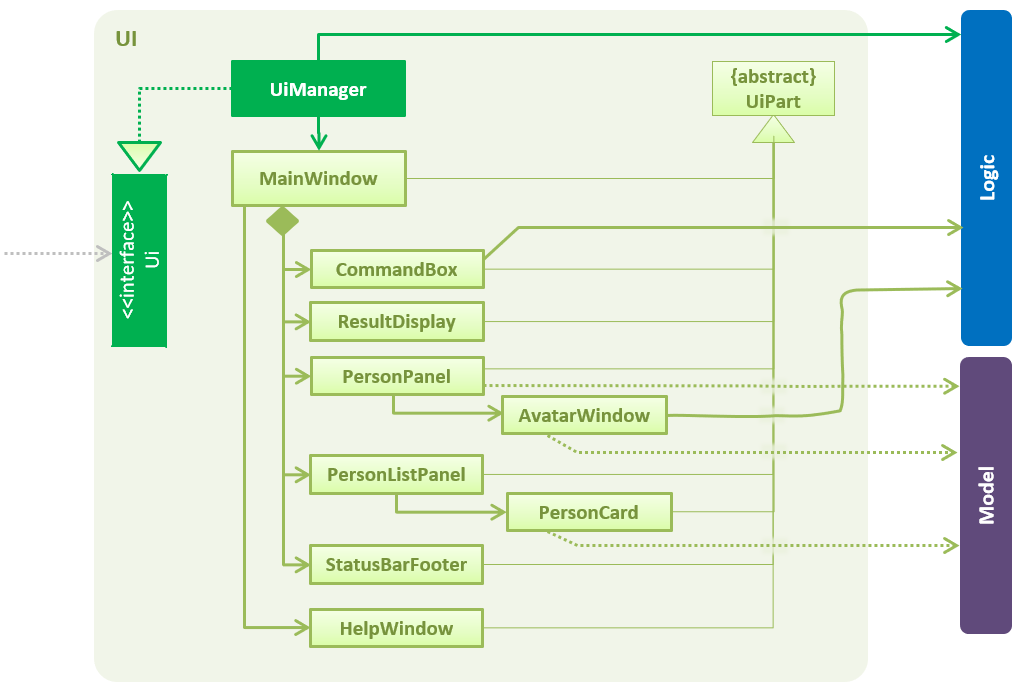 UI
UiManager
{abstract}
UiPart
MainWindow
Logic
<<interface>>
Ui
CommandBox
ResultDisplay
PersonPanel
AvatarWindow
PersonListPanel
Model
PersonCard
StatusBarFooter
HelpWindow